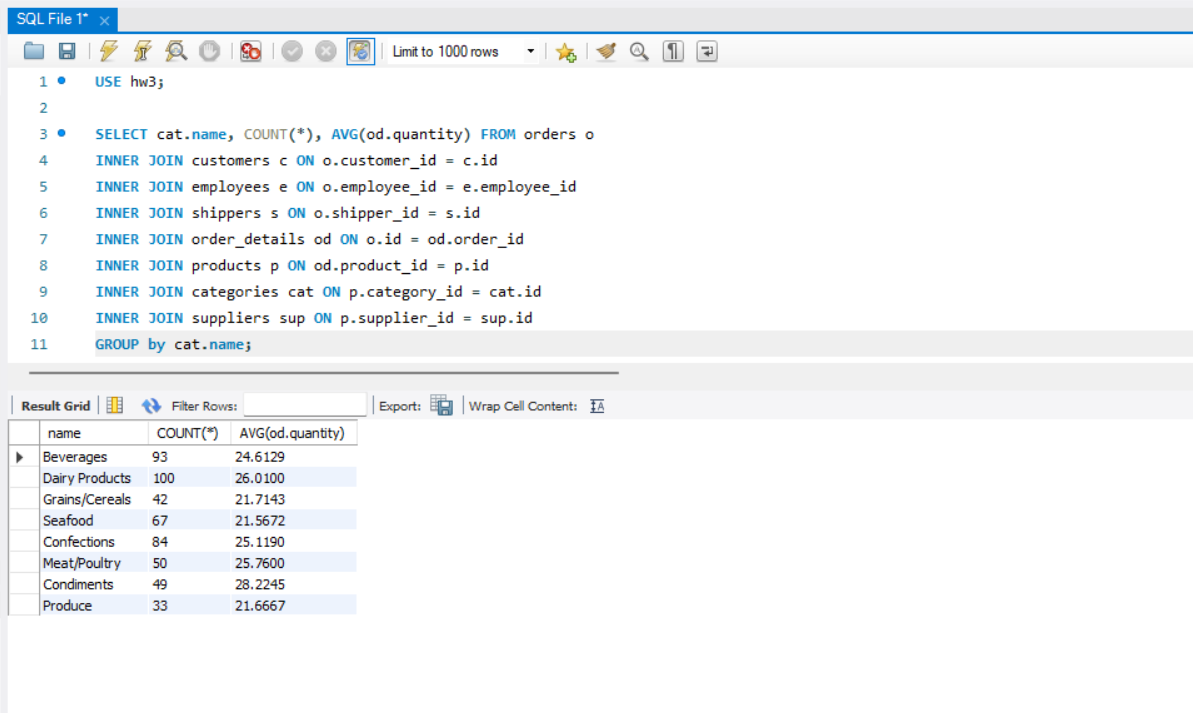 SQL File 1*
Limit to 1000 rows
1 USE hw3;
2
3 SELECT cat.name, COUNT(*), AVG(od.quantity) FROM orders o
4 INNER JOIN customers c ON o.customer_id = c.id
5 INNER JOIN employees e ON o.employee_id = e.employee_id
6 INNER JOIN shippers s ON o.shipper_id = s.id
7 INNER JOIN order_details od ON o.id = od.order_id
8 INNER JOIN products p ON od.product_id = p.id
9 INNER JOIN categories cat ON p.category_id = cat.id
10 INNER JOIN suppliers sup ON p.supplier_id = sup.id
11 GROUP by cat.name;
Result Grid Filter Rows: Export: Wrap Cell Content: IA
name COUNT(*) AVG(od.quantity)
Beverages 93 24.6129
Dairy Products 100 26.0100
Grains/Cereals 42 21.7143
Seafood 67 21.5672
Confections 84 25.1190
Meat/Poultry 50 25.7600
Condiments 49 28.2245
Produce 33 21.6667